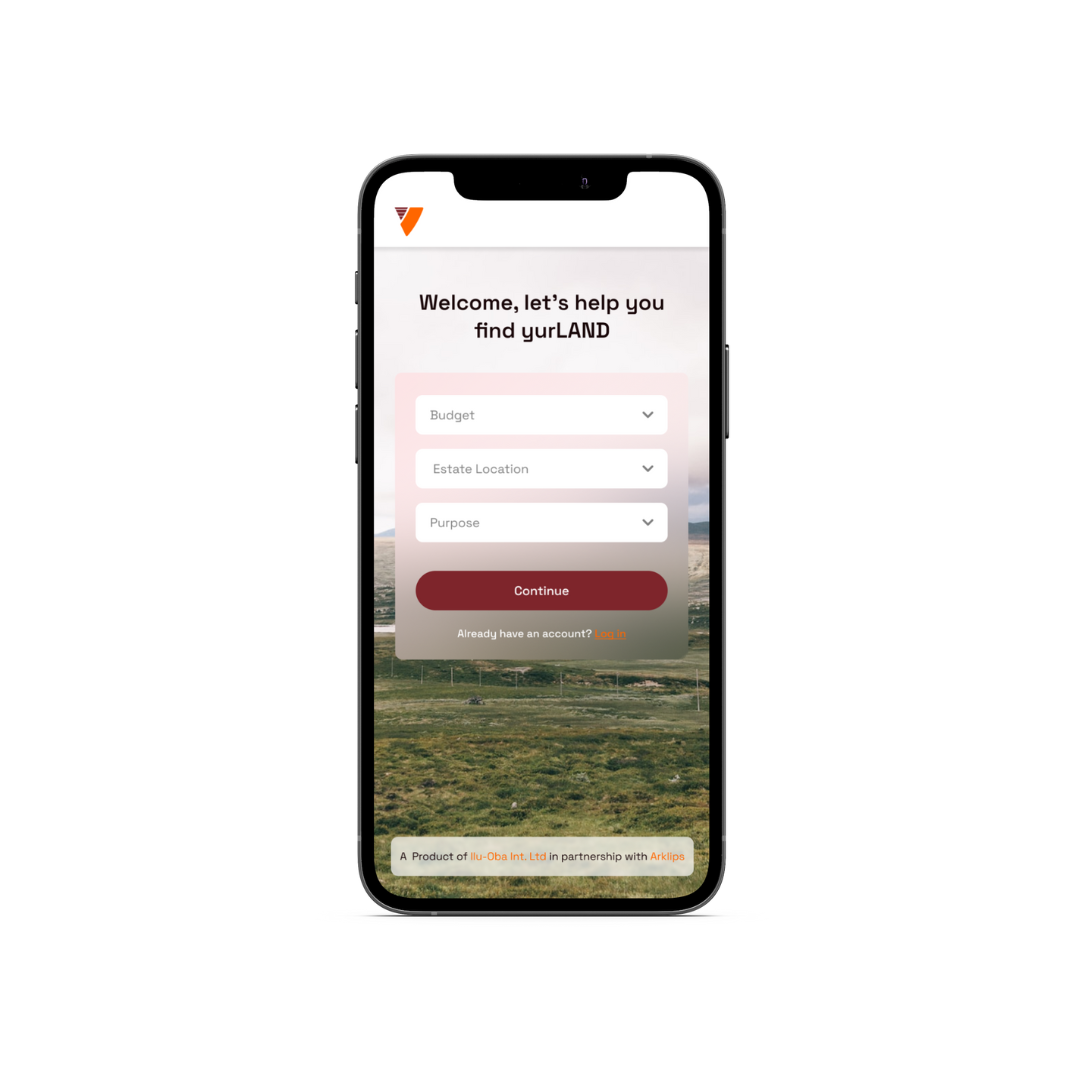 Welcome, let's help you
find yurLAND
Budget
Estate Location
Purpose
Continue
Already have an account? Log in
A Product of Ilu-Oba Int. Ltd in partnership with Arklips